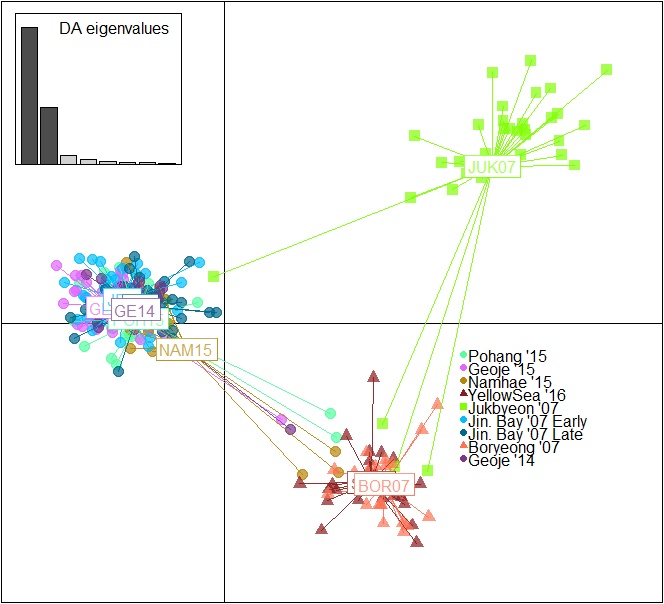 DA eigenvalues
JUK07
GE14
NAM15
Pohang '15
Geoje '15
Namhae '15
YellowSea '16
Jukbyeon '07
Jin. Bay '07 Early
Jin. Bay '07 Late
Boryeong '07
Geoje '14
BOR07